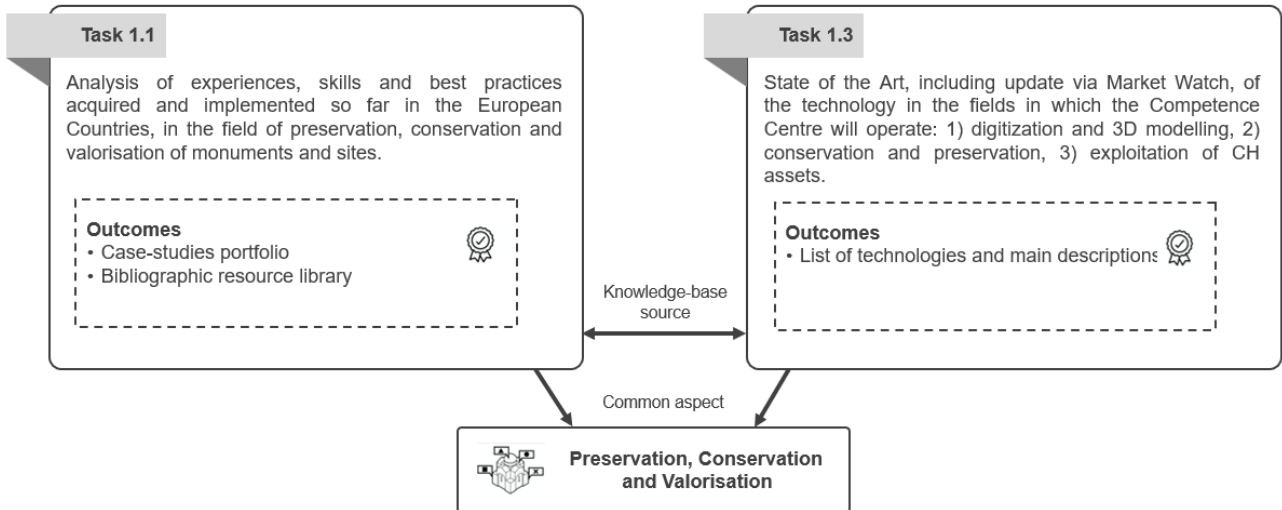 Task 1.1
Analysis of experiences, skills and best practices
acquired and implemented so far in the European
Countries, in the field of preservation, conservation and
valorisation of monuments and sites.
Outcomes
• Case-studies portfolio
• Bibliographic resource library
Task 1.3
State of the Art, including update via Market Watch, of
the technology in the fields in which the Competence
Centre will operate: 1) digitization and 3D modelling, 2)
conservation and preservation, 3) exploitation of CH
assets.
Outcomes
• List of technologies and main descriptions
Knowledge-base
source
Common aspect
Preservation, Conservation
and Valorisation